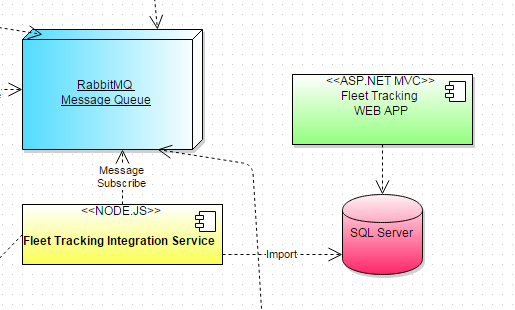 RabbitMQ
Message Queue
<<ASP.NET MVC>>
Fleet Tracking
WEB APP
Message
Subscribe
<<NODE.JS>>
Fleet Tracking Integration Service
Import
SQL Server